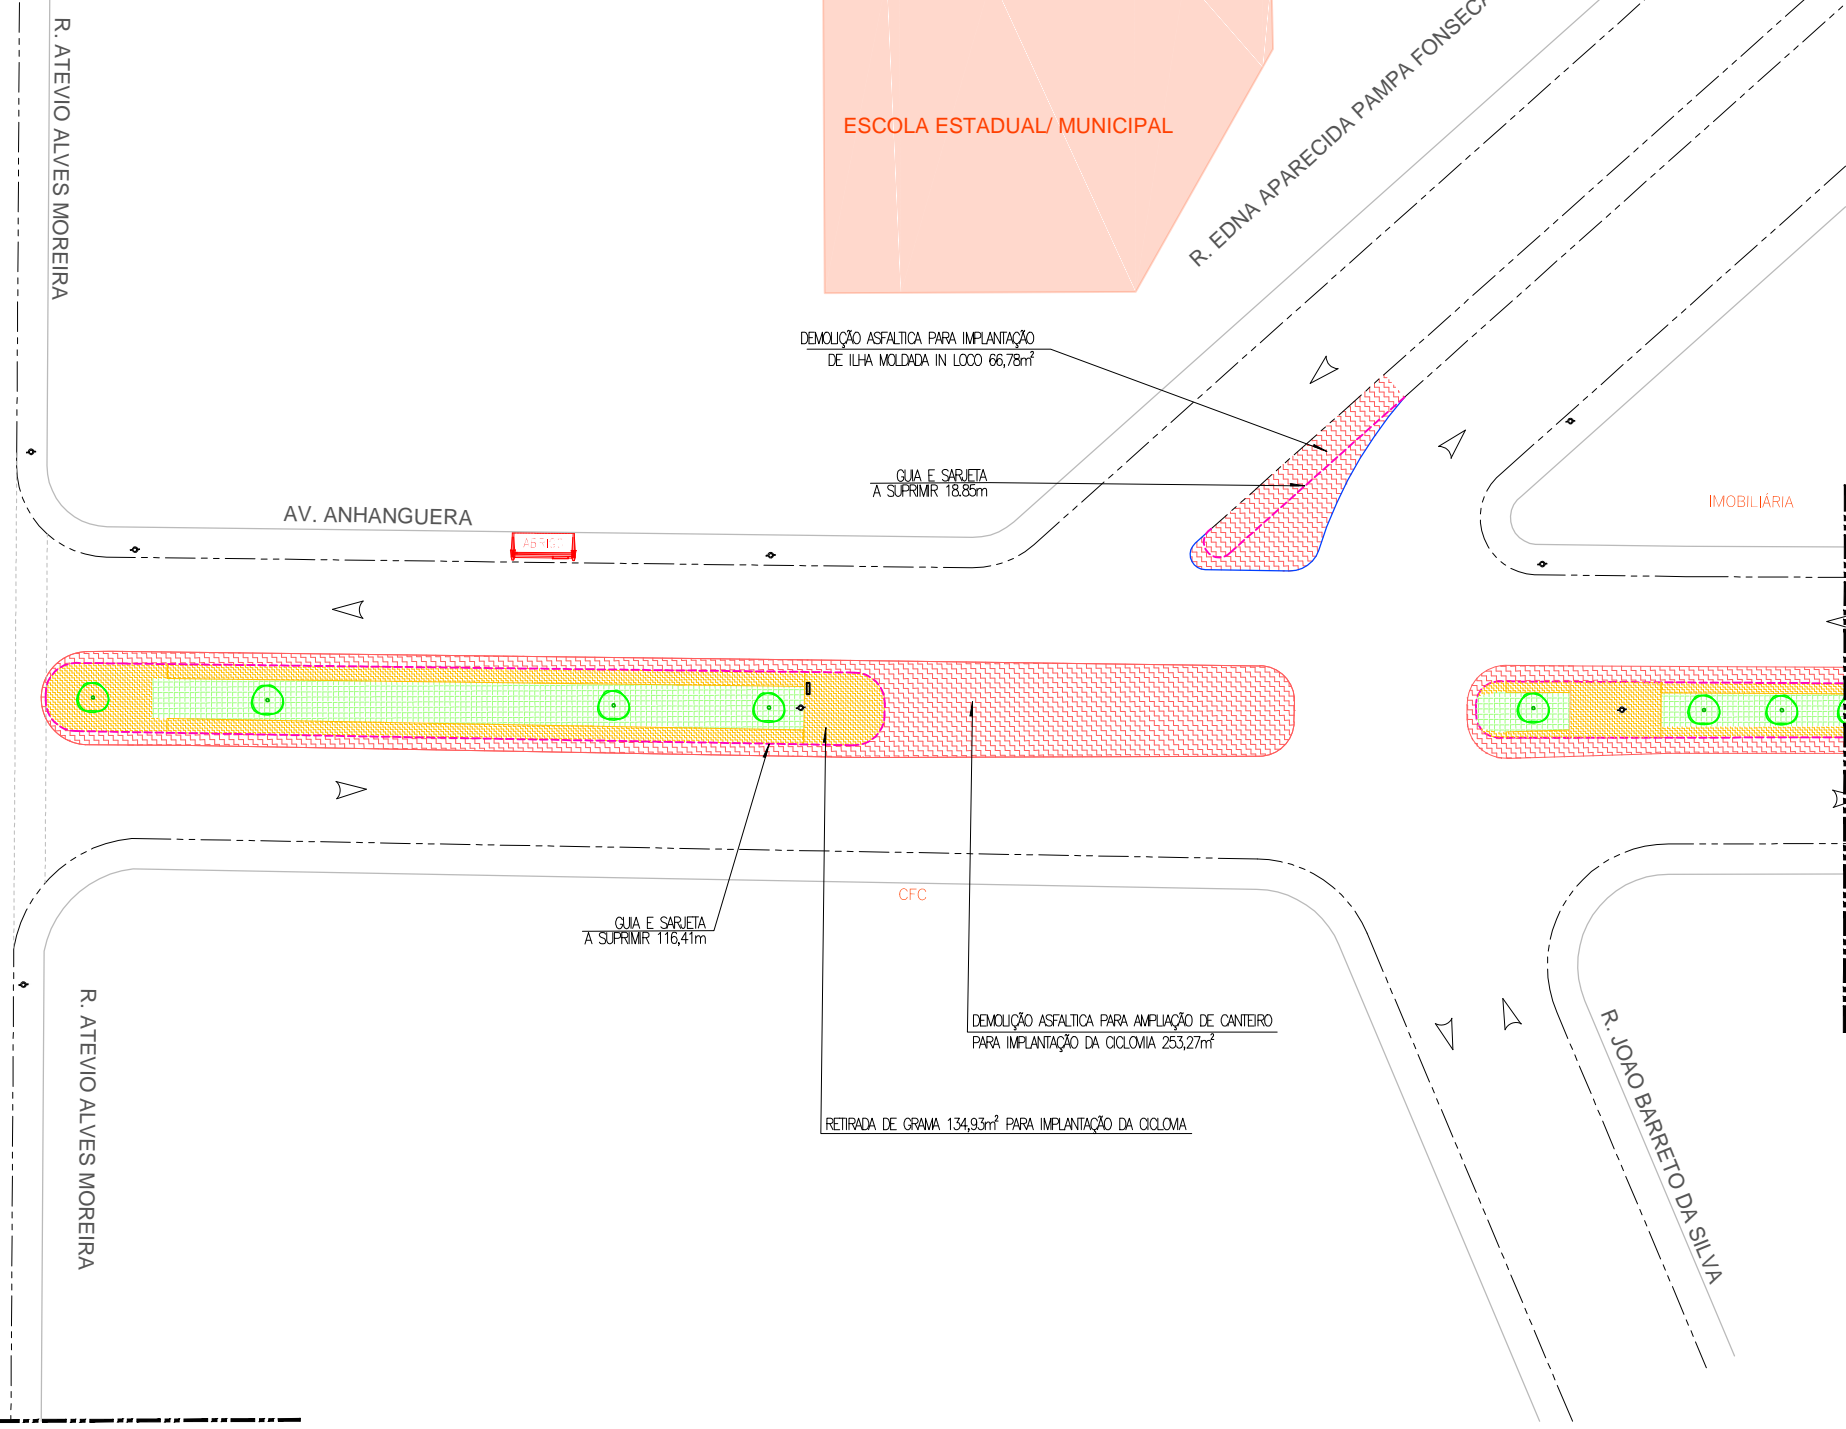 R. ATEVIO ALVES MOREIRA
ESCOLA ESTADUAL/ MUNICIPAL
R. EDNA APARECIDA PAMPA FONSECA
DEMOLIÇÃO ASFALTICA PARA IMPLANTAÇÃO
DE ILHA MOLDADA IN LOCO 66,78m²
GUIA E SARJETA
A SUPRIMIR 18.85m
IMOBILIÁRIA
AV. ANHANGUERA
ABRIGO
CFC
GUIA E SARJETA
A SUPRIMIR 116,41m
DEMOLIÇÃO ASFALTICA PARA AMPLIAÇÃO DE CANTEIRO
PARA IMPLANTAÇÃO DA CICLOVIIA 253,27m²
RETIRADA DE GRAMA 134,93m² PARA IMPLANTAÇÃO DA CICLOVIA
R. ATEVIO ALVES MOREIRA
R. JOAO BARRETO DA SILVA